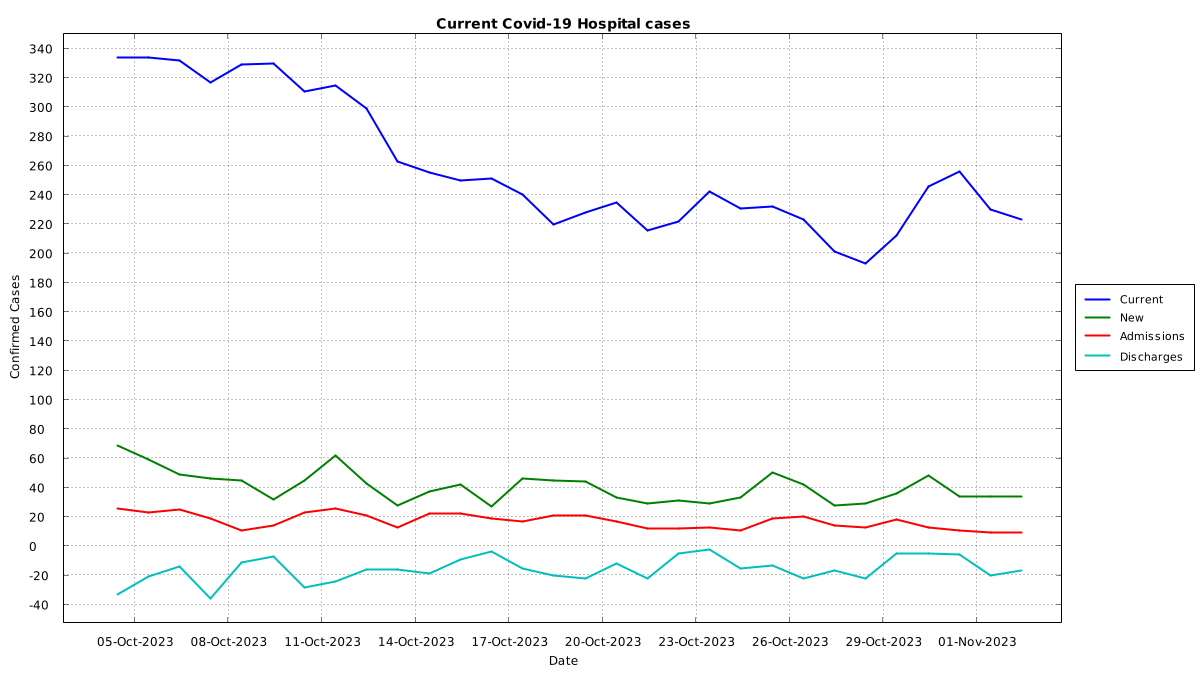 Current Covid-19 Hospital cases
340
320
300
280
260
240
220
200
180
160
140
120
100
80
60
40
20
0
-20
-40
Confirmed Cases
05-Oct-2023 08-Oct-2023 11-Oct-2023 14-Oct-2023 17-Oct-2023 20-Oct-2023 23-Oct-2023 26-Oct-2023 29-Oct-2023 01-Nov-2023
Date
Current
New
Admissions
Discharges